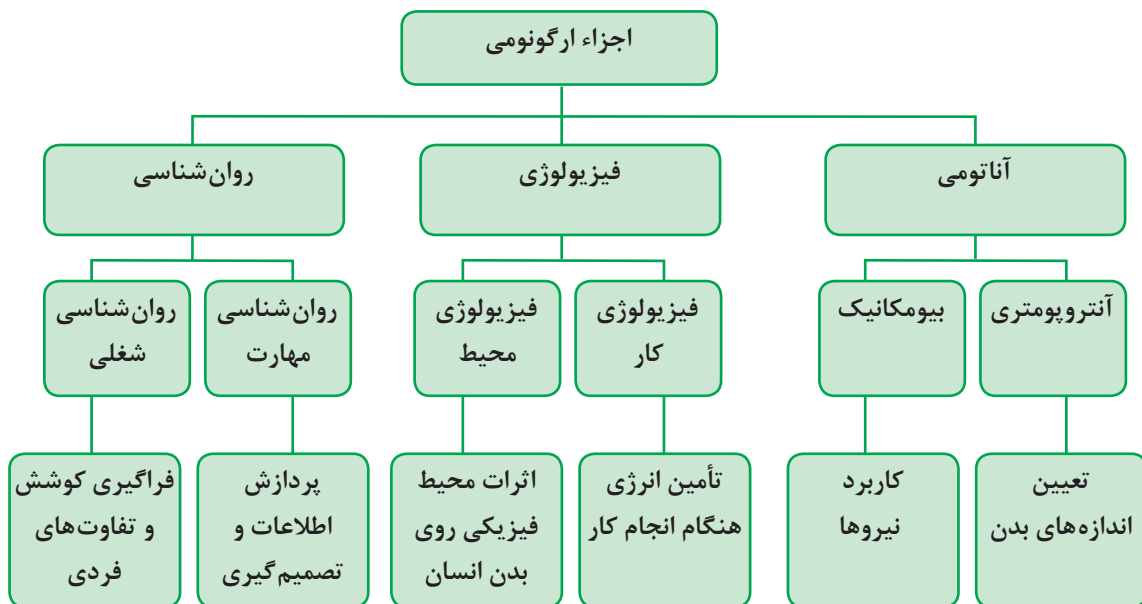 اجزاء ارگونومی
آناتومی
فیزیولوژی
روان‌شناسی
آنتروپومتری
بیومکانیک
فیزیولوژی
کار
فیزیولوژی
محیط
روان‌شناسی
مهارت
روان‌شناسی
شغلی
تعیین
اندازه‌های بدن
کاربرد
نیروها
تأمین انرژی
هنگام انجام کار
اثرات محیط
فیزیکی روی
بدن انسان
پردازش
اطلاعات و
تصمیم‌گیری
فراگیری کوشش
و تفاوت‌های
فردی